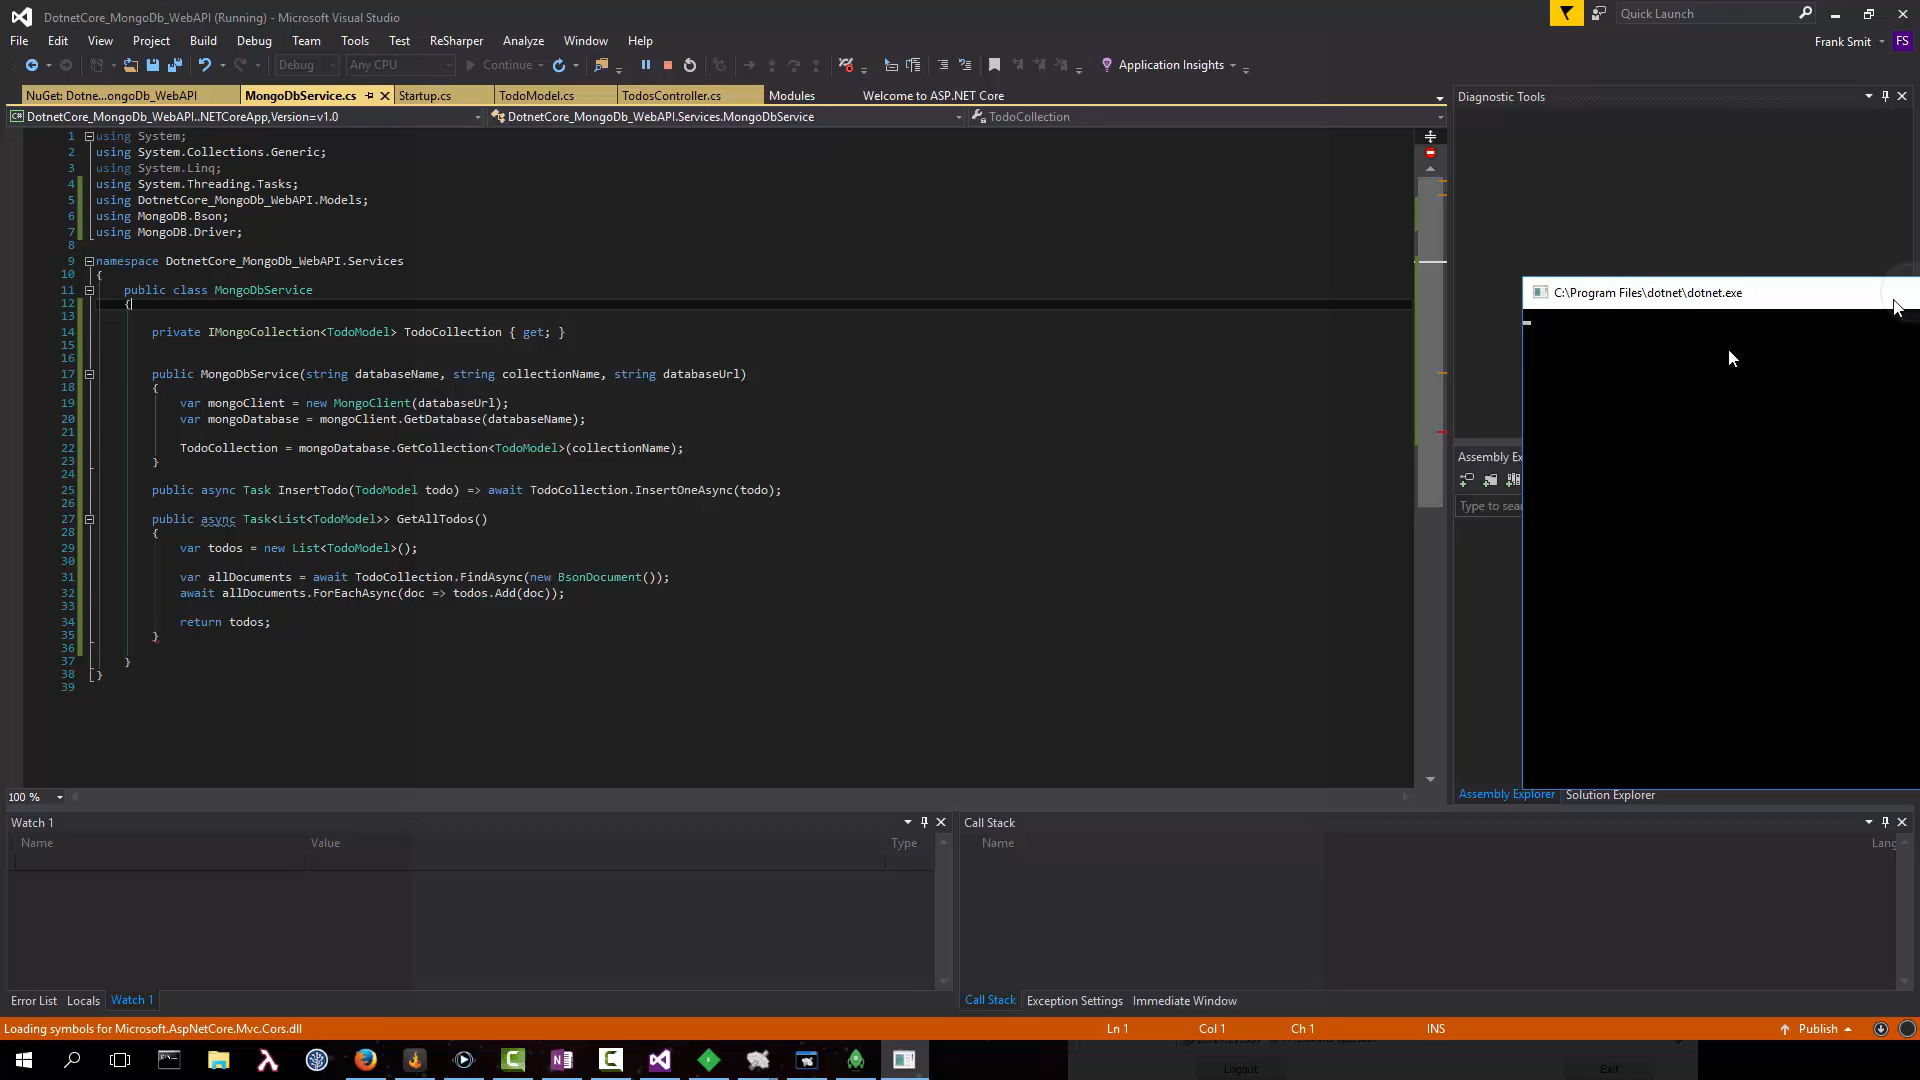 DotnetCore_MongoDb_WebAPI (Running) - Microsoft Visual Studio
Quick Launch
File Edit View Project Build Debug Team Tools Test ReSharper Analyze Window Help
Frank Smit FS
Debug Any CPU Continue Application Insights
NuGet: Dotne...ongoDb_WebAPI MongoDbService.cs Startup.cs TodoModel.cs TodosController.cs Modules Welcome to ASP.NET Core
Diagnostic Tools
DotnetCore_MongoDb_WebAPI..NETCoreApp,Version=v1.0 DotnetCore_MongoDb_WebAPI.Services.MongoDbService TodoCollection
1 using System;
2 using System.Collections.Generic;
3 using System.Linq;
4 using System.Threading.Tasks;
5 using DotnetCore_MongoDb_WebAPI.Models;
6 using MongoDB.Bson;
7 using MongoDB.Driver;
8
9 namespace DotnetCore_MongoDb_WebAPI.Services
10 {
11 public class MongoDbService
12 {
13
14 private IMongoCollection<TodoModel> TodoCollection { get; }
15
16
17 public MongoDbService(string databaseName, string collectionName, string databaseUrl)
18 {
19 var mongoClient = new MongoClient(databaseUrl);
20 var mongoDatabase = mongoClient.GetDatabase(databaseName);
21
22 TodoCollection = mongoDatabase.GetCollection<TodoModel>(collectionName);
23 }
24
25 public async Task InsertTodo(TodoModel todo) => await TodoCollection.InsertOneAsync(todo);
26
27 public async Task<List<TodoModel>> GetAllTodos()
28 {
29 var todos = new List<TodoModel>();
30
31 var allDocuments = await TodoCollection.FindAsync(new BsonDocument());
32 await allDocuments.ForEachAsync(doc => todos.Add(doc));
33
34 return todos;
35 }
36
37 }
38 }
39
C:\Program Files\dotnet\dotnet.exe
Assembly Ex
Type to sea
Assembly Explorer Solution Explorer
100 %
Watch 1
Name Value Type
Call Stack
Name Lang
Error List Locals Watch 1
Call Stack Exception Settings Immediate Window
Loading symbols for Microsoft.AspNetCore.Mvc.Cors.dll Ln 1 Col 1 Ch 1 INS Publish
Logout Exit